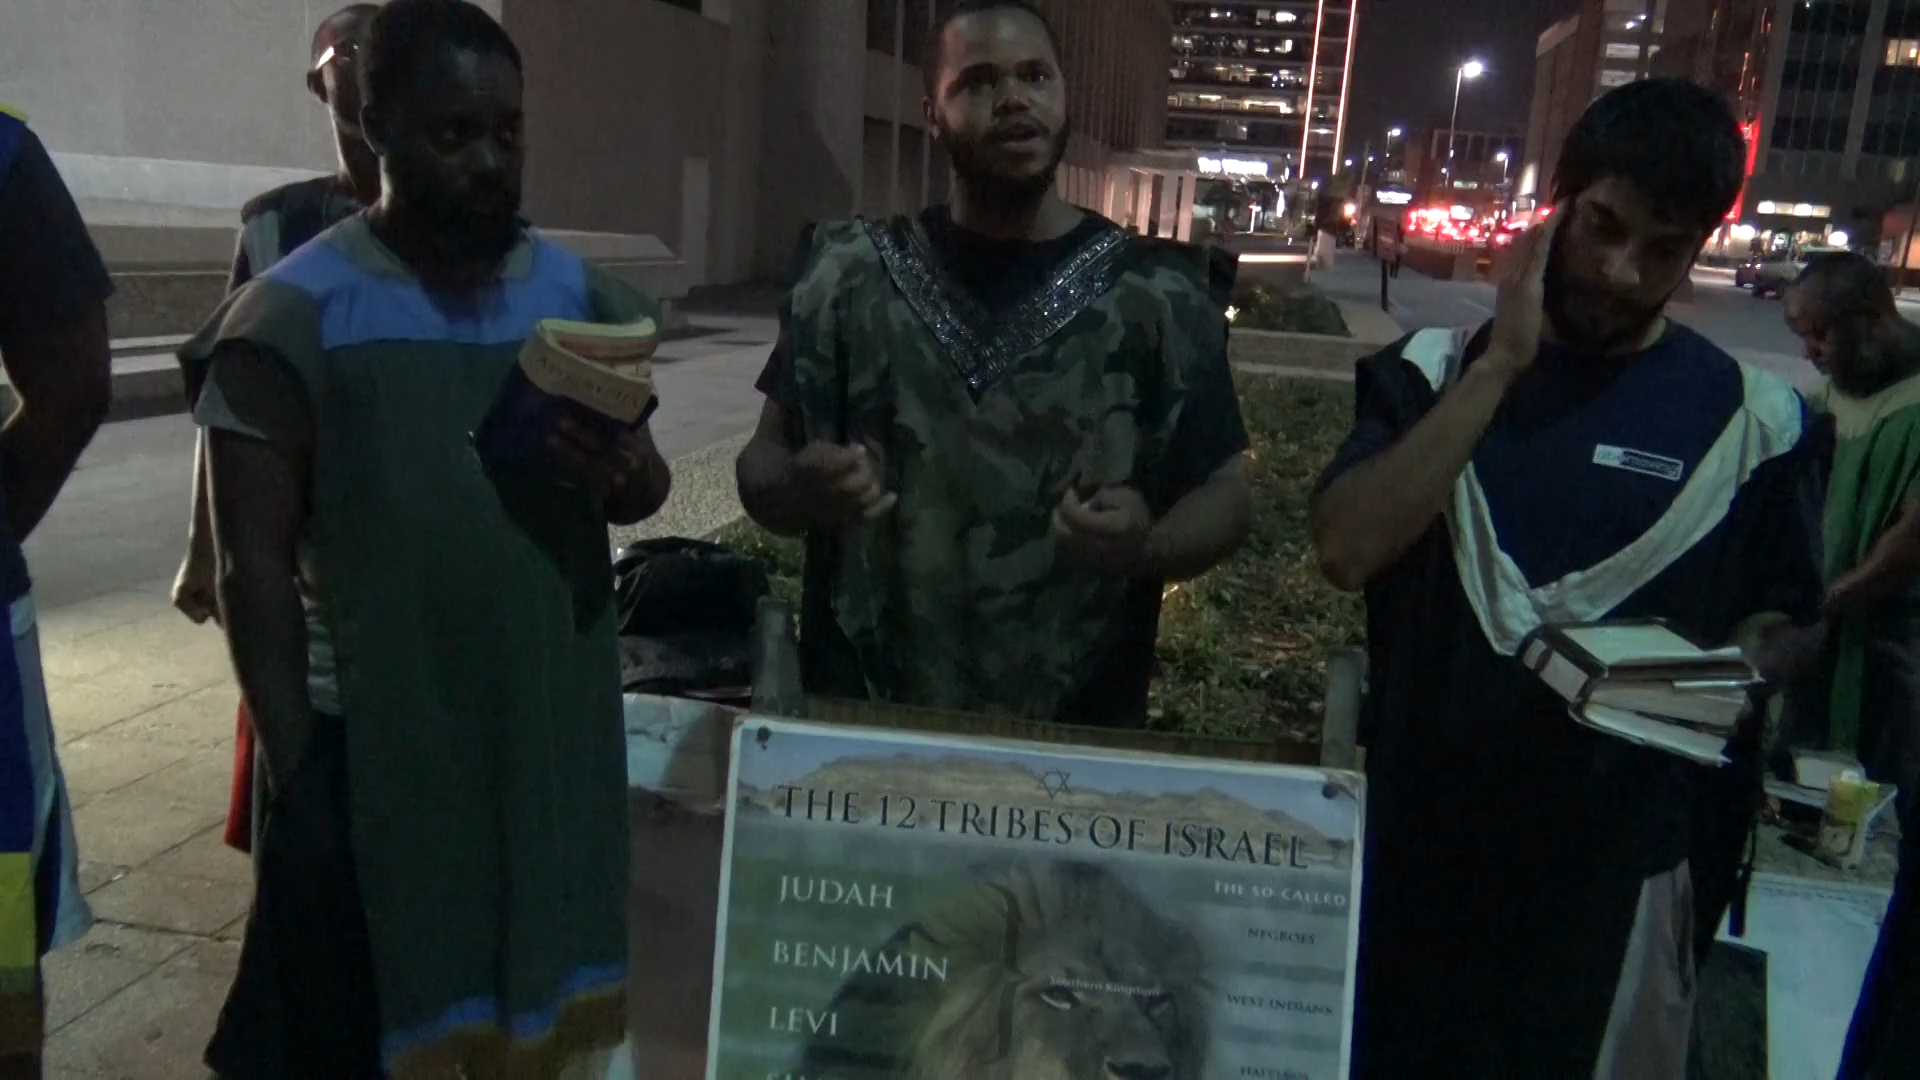 THE 12 TRIBES OF ISRAEL
JUDAH
THE SO CALLED
NEGROES
BENJAMIN
Southern Kingdom
WEST INDIANS
LEVI